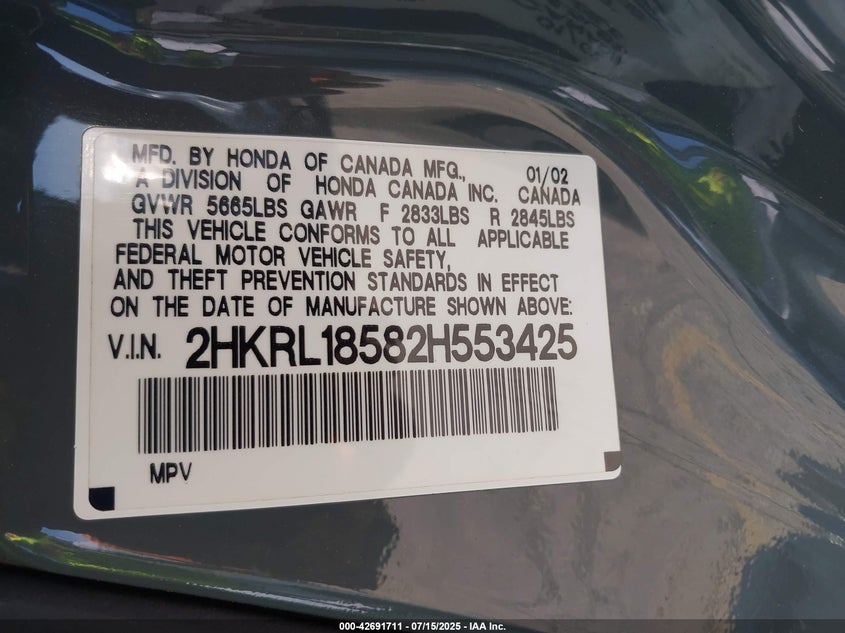 MFD. BY HONDA OF CANADA MFG., 01/02
A DIVISION OF HONDA CANADA INC. CANADA
GVWR 5665LBS GAWR F 2833LBS R 2845LBS
THIS VEHICLE CONFORMS TO ALL APPLICABLE
FEDERAL MOTOR VEHICLE SAFETY,
AND THEFT PREVENTION STANDARDS IN EFFECT
ON THE DATE OF MANUFACTURE SHOWN ABOVE:
V.I.N. 2HKRL18582H553425
MPV
000-42691711 - 07/15/2025 - IAA Inc.